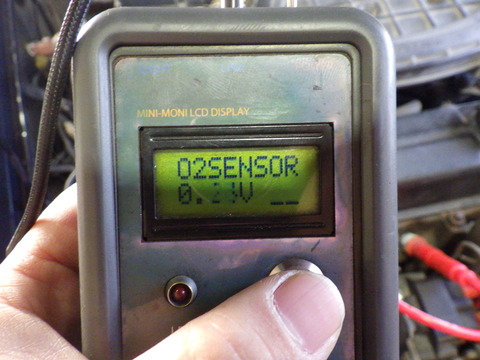 MINI-MONI LCD DISPLAY
O2SENSOR